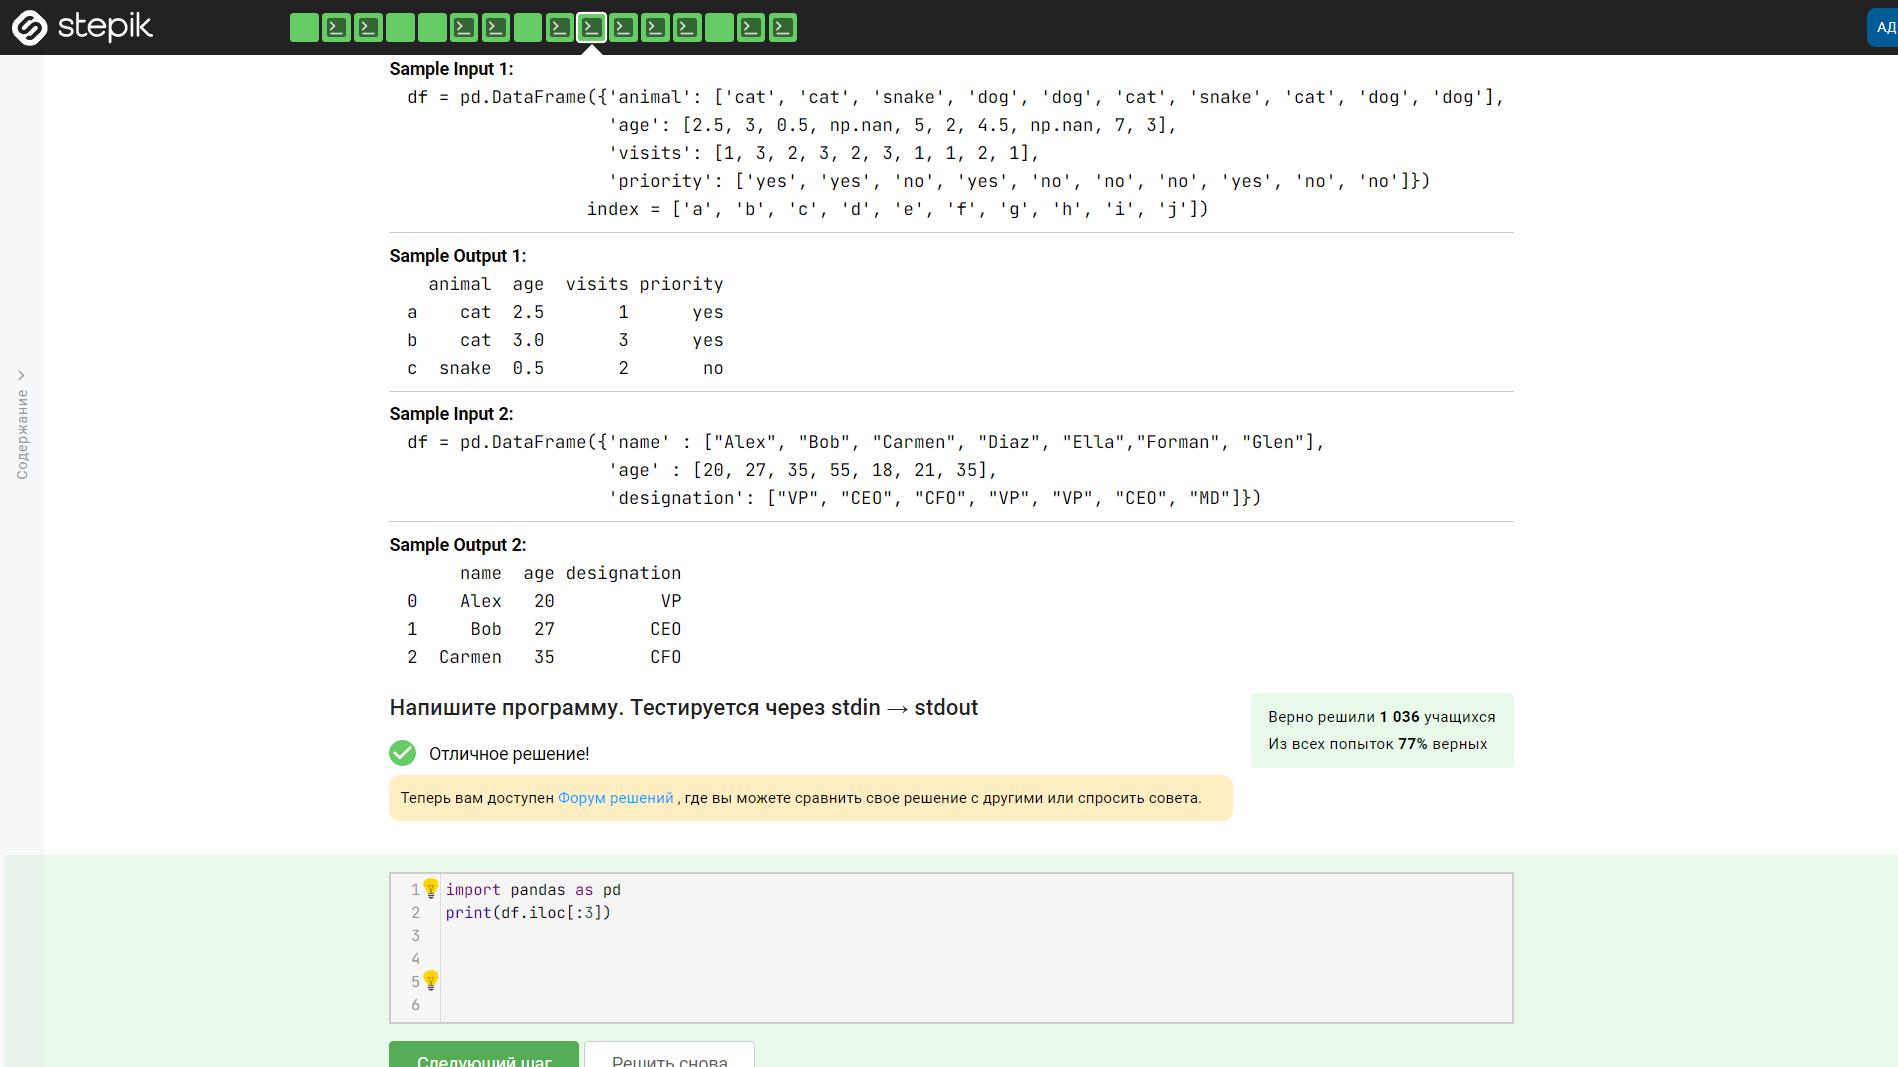 stepik
АД
Sample Input 1:
df = pd.DataFrame({'animal': ['cat', 'cat', 'snake', 'dog', 'dog', 'cat', 'snake', 'cat', 'dog', 'dog'],
'age': [2.5, 3, 0.5, np.nan, 5, 2, 4.5, np.nan, 7, 3],
'visits': [1, 3, 2, 3, 2, 3, 1, 1, 2, 1],
'priority': ['yes', 'yes', 'no', 'yes', 'no', 'no', 'no', 'yes', 'no', 'no']})
index = ['a', 'b', 'c', 'd', 'e', 'f', 'g', 'h', 'i', 'j'])
Sample Output 1:
animal age visits priority
a cat 2.5 1 yes
b cat 3.0 3 yes
c snake 0.5 2 no
Содержание
Sample Input 2:
df = pd.DataFrame({'name' : ["Alex", "Bob", "Carmen", "Diaz", "Ella","Forman", "Glen"],
'age' : [20, 27, 35, 55, 18, 21, 35],
'designation': ["VP", "CEO", "CFO", "VP", "VP", "CEO", "MD"]})
Sample Output 2:
name age designation
0 Alex 20 VP
1 Bob 27 CEO
2 Carmen 35 CFO
Напишите программу. Тестируется через stdin → stdout
Верно решили 1 036 учащихся
Из всех попыток 77% верных
Отличное решение!
Теперь вам доступен Форум решений , где вы можете сравнить свое решение с другими или спросить совета.
1 import pandas as pd
2 print(df.iloc[:3])
3
4
5
6
Следующий шаг
Решить снова